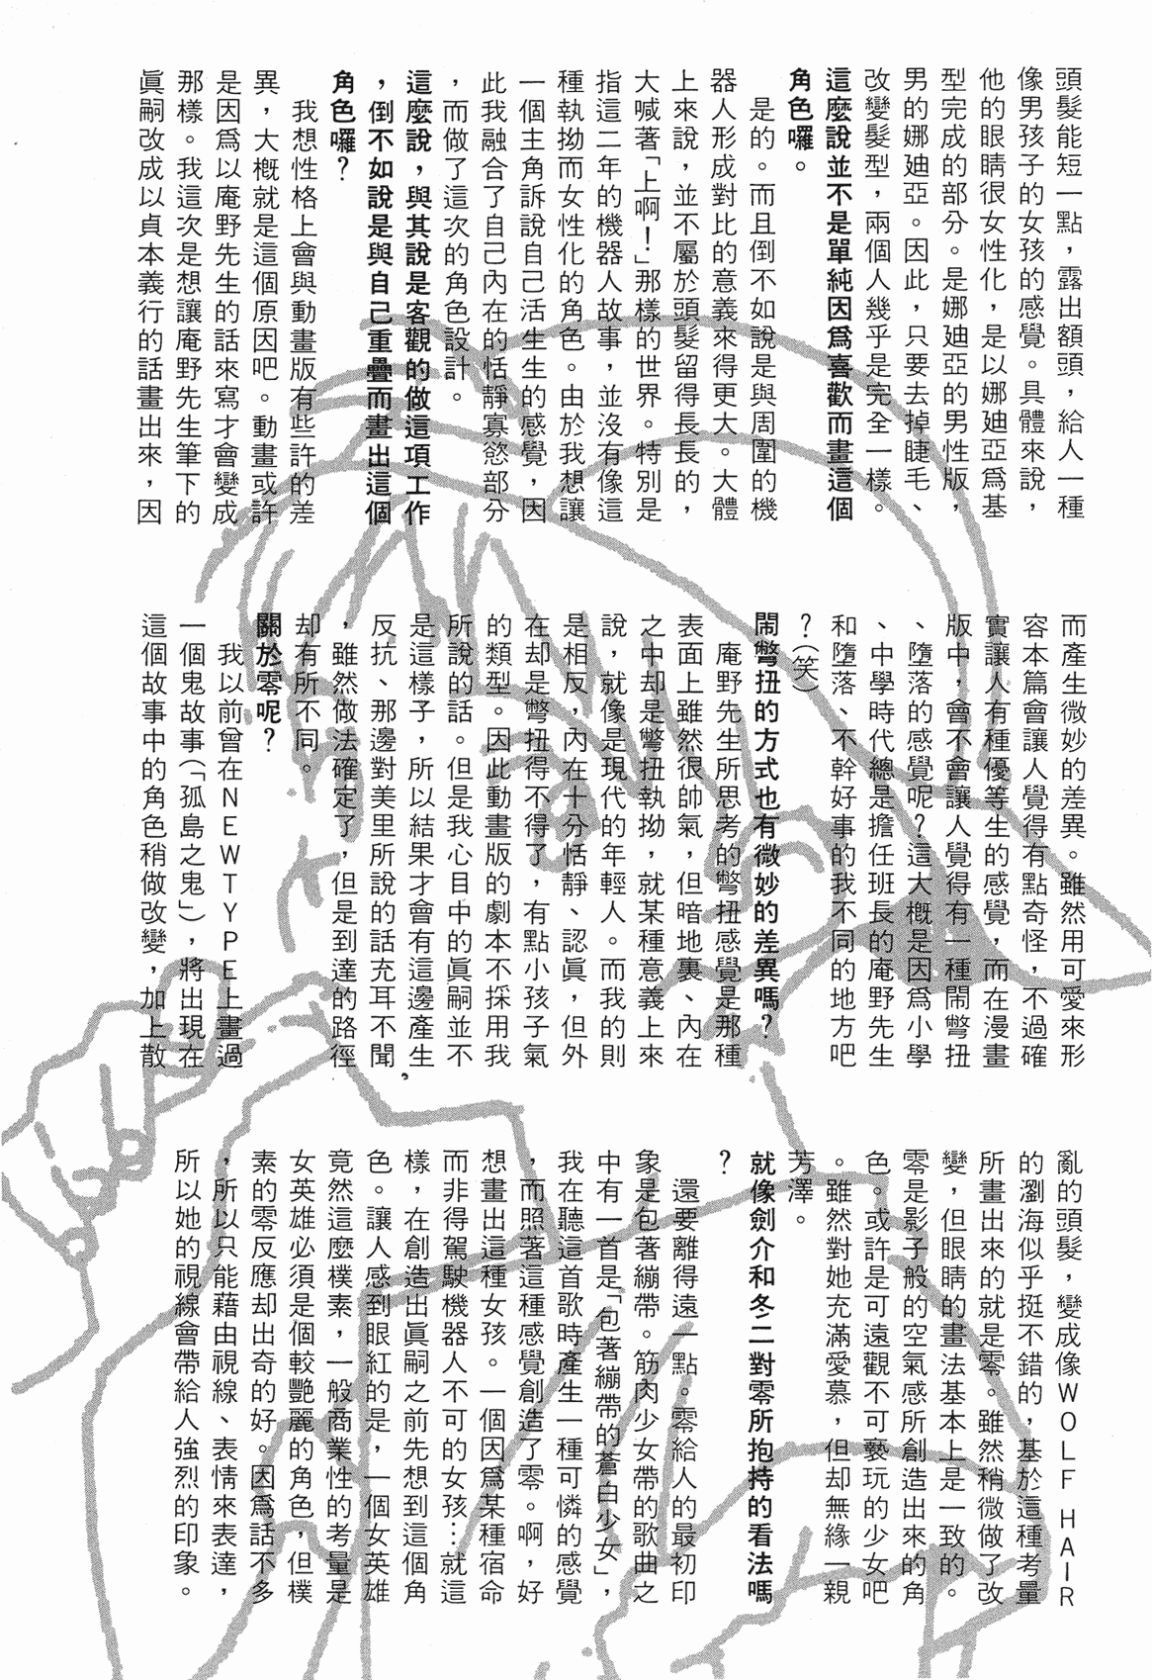 頭髮能短一點，露出額頭，給人一種
像男孩子的女孩的感覺。具體來說，
他的眼睛很女性化，是以娜廸亞爲基
型完成的部分。是娜廸亞的男性版，
男的娜廸亞。因此，只要去掉睫毛、
改變髮型，兩個人幾乎是完全一樣。
這麼說並不是單純因爲喜歡而畫這個
角色囉。
是的。而且倒不如說是與周圍的機
器人形成對比的意義來得更大。大體
上來說，並不屬於頭髮留得長長的，
大喊著「上啊！」那樣的世界。特別是
指這二年的機器人故事，並沒有像這
種執拗而女性化的角色。由於我想讓
一個主角訴說自己活生生的感覺，因
此我融合了自己內在的恬靜寡慾部分
，而做了這次的角色設計。
這麼說，與其說是客觀的做這項工作
，倒不如說是與自己重疊而畫出這個
角色囉？
我想性格上會與動畫版有些許的差
異，大概就是這個原因吧。動畫或許
是因爲以庵野先生的話來寫才會變成
那樣。我這次是想讓庵野先生筆下的
眞嗣改成以貞本義行的話畫出來，因
而產生微妙的差異。雖然用可愛來形
容本篇會讓人覺得有點奇怪，不過確
實讓人有種優等生的感覺，而在漫畫
版中，會不會讓人覺得有一種鬧彆扭
、墮落的感覺呢？這大概是因爲小學
、中學時代總是擔任班長的庵野先生
和墮落、不幹好事的我不同的地方吧
？（笑）
鬧彆扭的方式也有微妙的差異嗎？
庵野先生所思考的彆扭感覺是那種
表面上雖然很帥氣，但暗地裏、內在
之中却是彆扭執拗，就某種意義上來
說，就像是現代的年輕人。而我的則
是相反，內在十分恬靜、認眞，但外
在却是彆扭得不得了，有點小孩子氣
的類型。因此動畫版的劇本不採用我
所說的話。但是我心目中的眞嗣並不
是這樣子，所以結果才會有這邊產生
反抗、那邊對美里所說的話充耳不聞
，雖然做法確定了，但是到達的路徑
却有所不同。
關於零呢？
我以前曾在ＮＥＷＴＹＰＥ上畫過
一個鬼故事（「孤島之鬼」），將出現在
這個故事中的角色稍做改變，加上散
亂的頭髮，變成像ＷＯＬＦ ＨＡＩＲ
的瀏海似乎挺不錯的，基於這種考量
所畫出來的就是零。雖然稍微做了改
變，但眼睛的畫法基本上是一致的。
零是影子般的空氣感所創造出來的角
色。或許是可遠觀不可褻玩的少女吧
。雖然對她充滿愛慕，但却無緣一親
芳澤。
就像劍介和冬二對零所抱持的看法嗎
？
還要離得遠一點。零給人的最初印
象是包著繃帶。筋肉少女帶的歌曲之
中有一首是「包著繃帶的蒼白少女」，
我在聽這首歌時產生一種可憐的感覺
，而照著這種感覺創造了零。啊，好
想畫出這種女孩。一個因爲某種宿命
而非得駕駛機器人不可的女孩…就這
樣，在創造出眞嗣之前先想到這個角
色。讓人感到眼紅的是，一個女英雄
竟然這麼樸素，一般商業性的考量是
女英雄必須是個較艷麗的角色，但樸
素的零反應却出奇的好。因爲話不多
，所以只能藉由視線、表情來表達，
所以她的視線會帶給人強烈的印象。